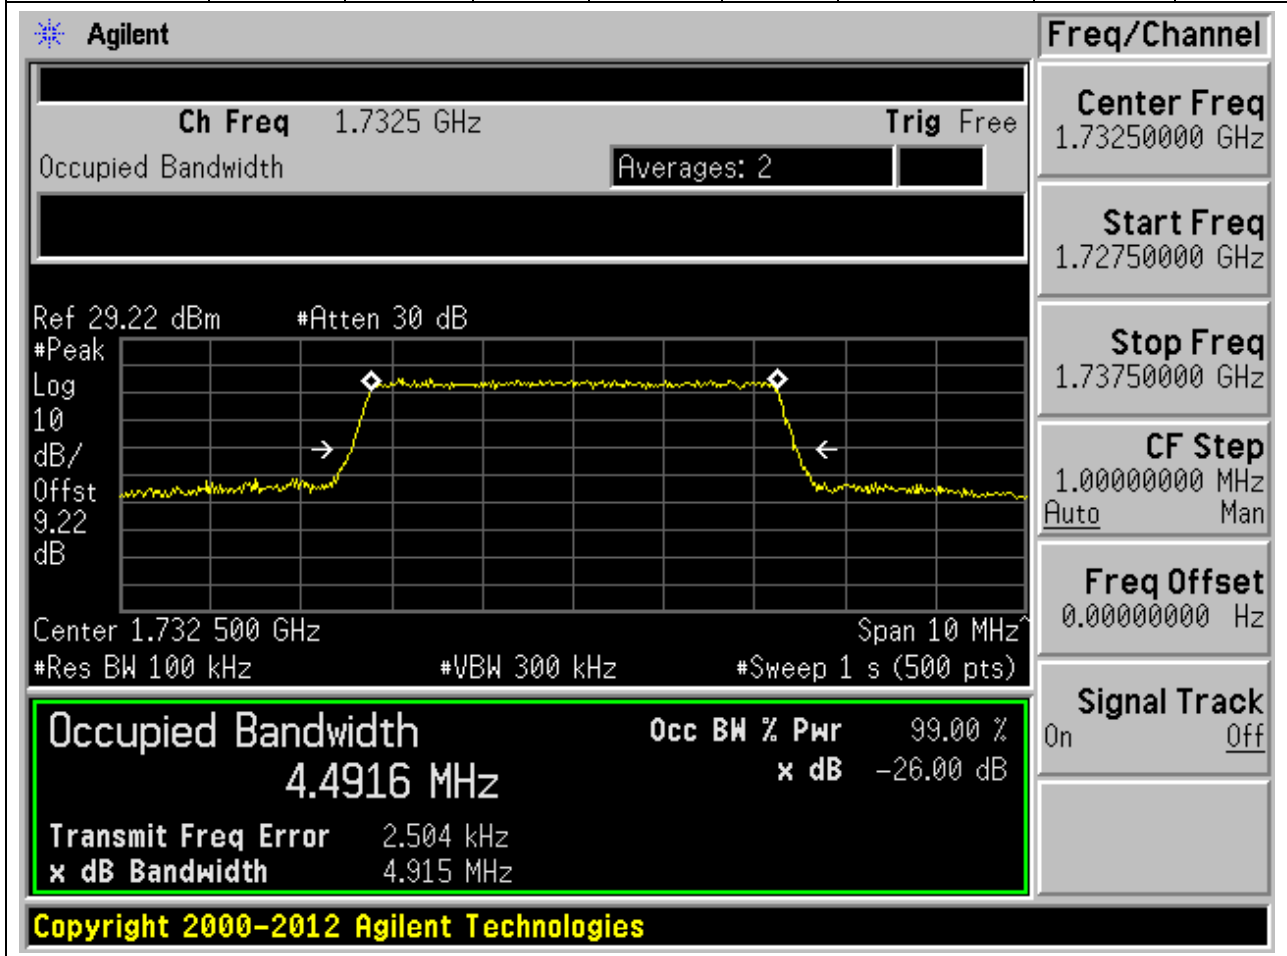 Agilent
Freq/Channel
Ch Freq 1.7325 GHz Trig Free
Occupied Bandwidth Averages: 2
Center Freq
1.73250000 GHz
Start Freq
1.72750000 GHz
Stop Freq
1.73750000 GHz
CF Step
1.00000000 MHz
Auto Man
Freq Offset
0.00000000 Hz
Signal Track
On Off
Ref 29.22 dBm #Atten 30 dB
#Peak
Log
10
dB/
Offst
9.22
dB
Center 1.732 500 GHz Span 10 MHz^
#Res BW 100 kHz #VBW 300 kHz #Sweep 1 s (500 pts)
Occupied Bandwidth Occ BW % Pwr 99.00 %
4.4916 MHz x dB -26.00 dB
Transmit Freq Error 2.504 kHz
x dB Bandwidth 4.915 MHz
Copyright 2000-2012 Agilent Technologies